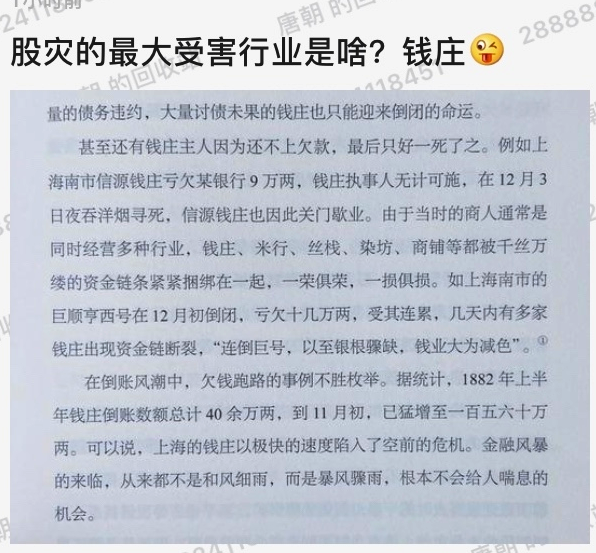 1小时前
股灾的最大受害行业是啥？钱庄😜
量的债务违约，大量讨债未果的钱庄也只能迎来倒闭的命运。
甚至还有钱庄主人因为还不上欠款，最后只好一死了之。例如上
海南市信源钱庄亏欠某银行 9 万两，钱庄执事人无计可施，在 12 月 3
日夜吞洋烟寻死，信源钱庄也因此关门歇业。由于当时的商人通常是
同时经营多种行业，钱庄、米行、丝栈、染坊、商铺等都被千丝万
缕的资金链条紧紧捆绑在一起，一荣俱荣，一损俱损。如上海南市的
巨顺亨西号在 12 月初倒闭，亏欠十几万两，受其连累，几天内有多家
钱庄出现资金链断裂，“连倒巨号，以至银根骤缺，钱业大为减色”。①
在倒账风潮中，欠钱跑路的事例不胜枚举。据统计，1882 年上半
年钱庄倒账数额总计 40 余万两，到 11 月初，已猛增至一百五六十万
两。可以说，上海的钱庄以极快的速度陷入了空前的危机。金融风暴
的来临，从来都不是和风细雨，而是暴风骤雨，根本不会给人喘息的
机会。